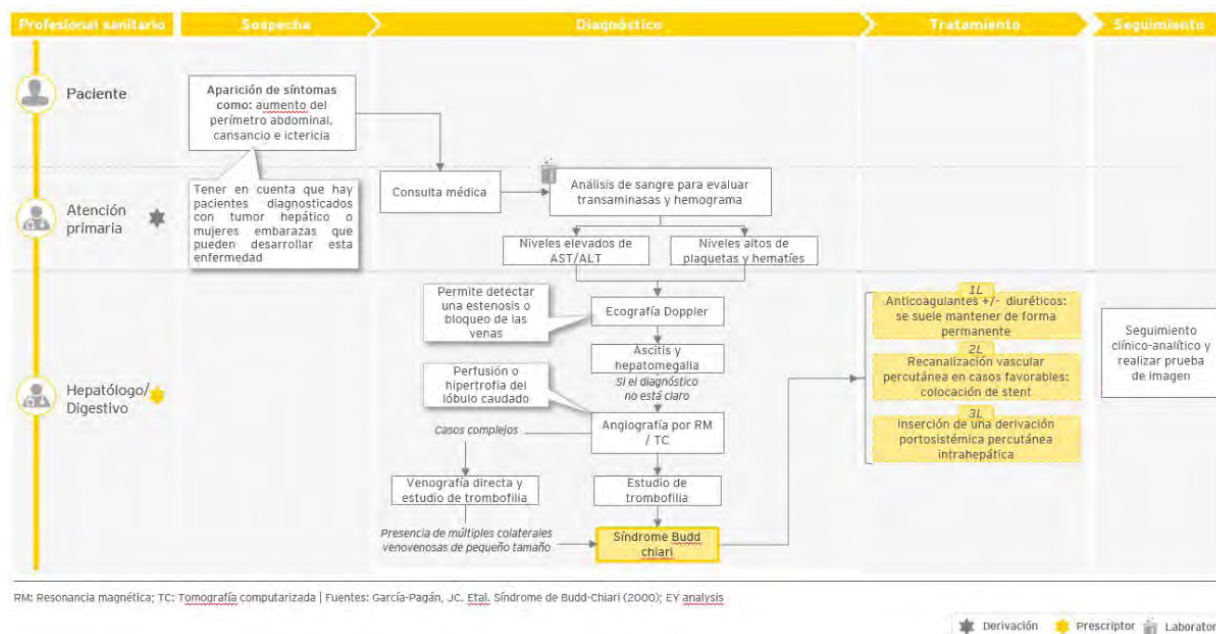 Profesional sanitario
Sospecha
Diagnóstico
Tratamiento
Seguimiento
Paciente
Aparición de síntomas
como: aumento del
perímetro abdominal,
cansancio e ictericia
Atención
primaria
Tener en cuenta que hay
pacientes diagnosticados
con tumor hepático o
mujeres embarazas que
pueden desarrollar esta
enfermedad
Consulta médica
Análisis de sangre para evaluar
transaminasas y hemograma
Niveles elevados de
AST/ALT
Niveles altos de
plaquetas y hematíes
Hepatólogo/
Digestivo
Permite detectar
una estenosis o
bloqueo de las
venas
Ecografía Doppler
Ascitis y
hepatomegalia
Si el diagnóstico
no está claro
Perfusión o
hipertrofia del
lóbulo caudado
Casos complejos
Angiografía por RM
/ TC
Venografía directa y
estudio de trombofilia
Estudio de
trombofilia
Presencia de múltiples colaterales
venovenosas de pequeño tamaño
Síndrome Budd
chiari
1L
Anticoagulantes +/- diuréticos:
se suele mantener de forma
permanente
2L
Recanalización vascular
percutánea en casos favorables:
colocación de stent
3L
Inserción de una derivación
portosistémica percutánea
intrahepática
Seguimiento
clínico-analítico y
realizar prueba
de imagen
RM: Resonancia magnética; TC: Tomografía computarizada | Fuentes: García-Pagán, JC. Etal. Síndrome de Budd-Chiari (2000); EY analysis
Derivación
Prescriptor
Laborator